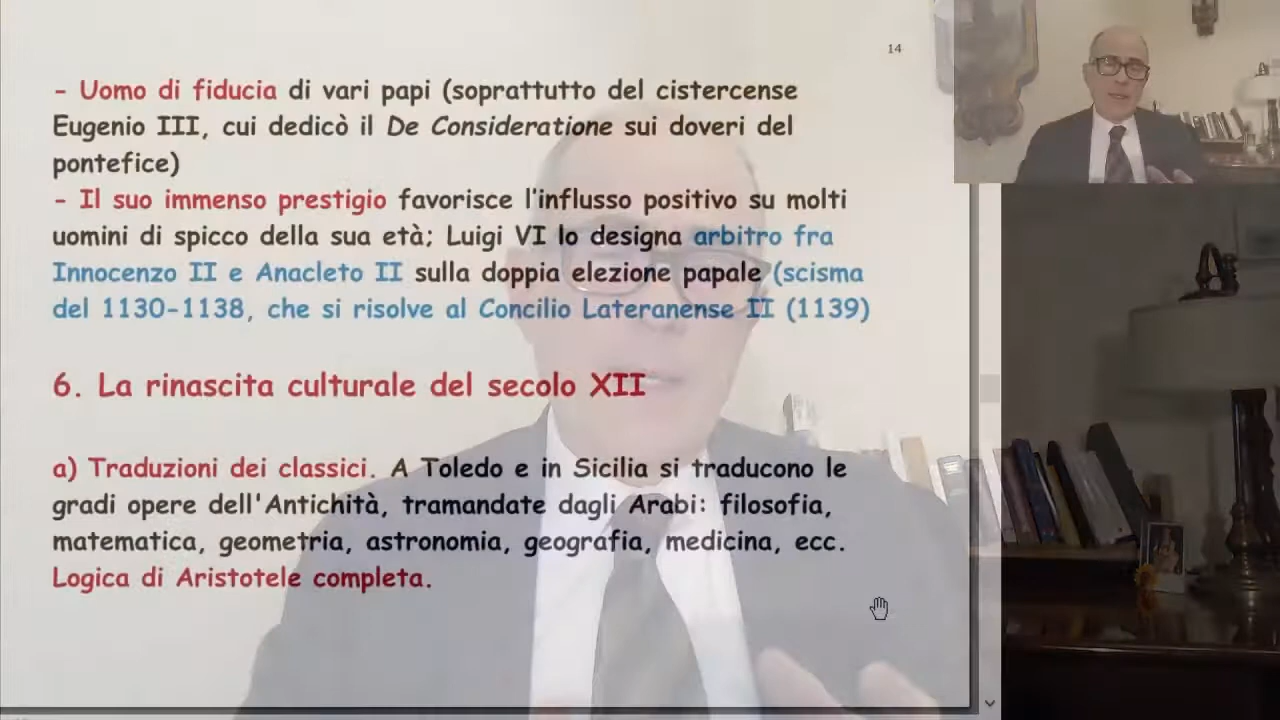 14
- Uomo di fiducia di vari papi (soprattutto del cistercense
Eugenio III, cui dedicò il De Consideratione sui doveri del
pontefice)
- Il suo immenso prestigio favorisce l'influsso positivo su molti
uomini di spicco della sua età; Luigi VI lo designa arbitro fra
Innocenzo II e Anacleto II sulla doppia elezione papale (scisma
del 1130-1138, che si risolve al Concilio Lateranense II (1139)
6. La rinascita culturale del secolo XII
a) Traduzioni dei classici. A Toledo e in Sicilia si traducono le
gradi opere dell'Antichità, tramandate dagli Arabi: filosofia,
matematica, geometria, astronomia, geografia, medicina, ecc.
Logica di Aristotele completa.